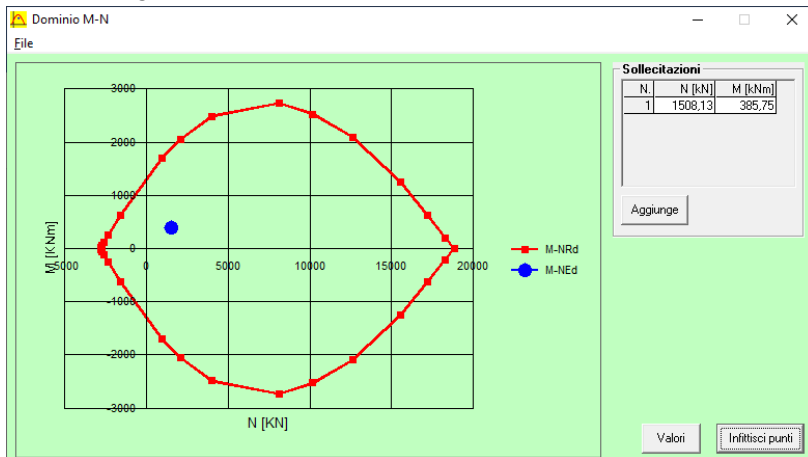 Dominio M-N
File
Sollecitazioni
N. N [kN] M [kNm]
1 1508,13 385,75
Aggiunge
3000
2000
1000
0
-1000
-2000
-3000
M [KNm]
5000 0 5000 10000 15000 20000
N [KN]
M-NRd
M-NEd
Valori Infittisci punti